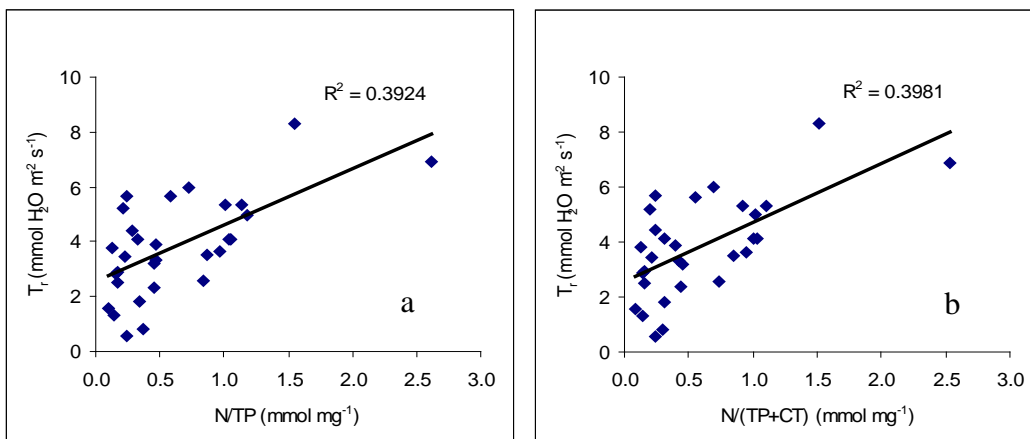 R² = 0.3924
10
8
6
4
2
0
Tᵣ (mmol H₂O m² s⁻¹)
0.0 0.5 1.0 1.5 2.0 2.5 3.0
N/TP (mmol mg⁻¹)
a
R² = 0.3981
10
8
6
4
2
0
Tᵣ (mmol H₂O m² s⁻¹)
0.0 0.5 1.0 1.5 2.0 2.5 3.0
N/(TP+CT) (mmol mg⁻¹)
b